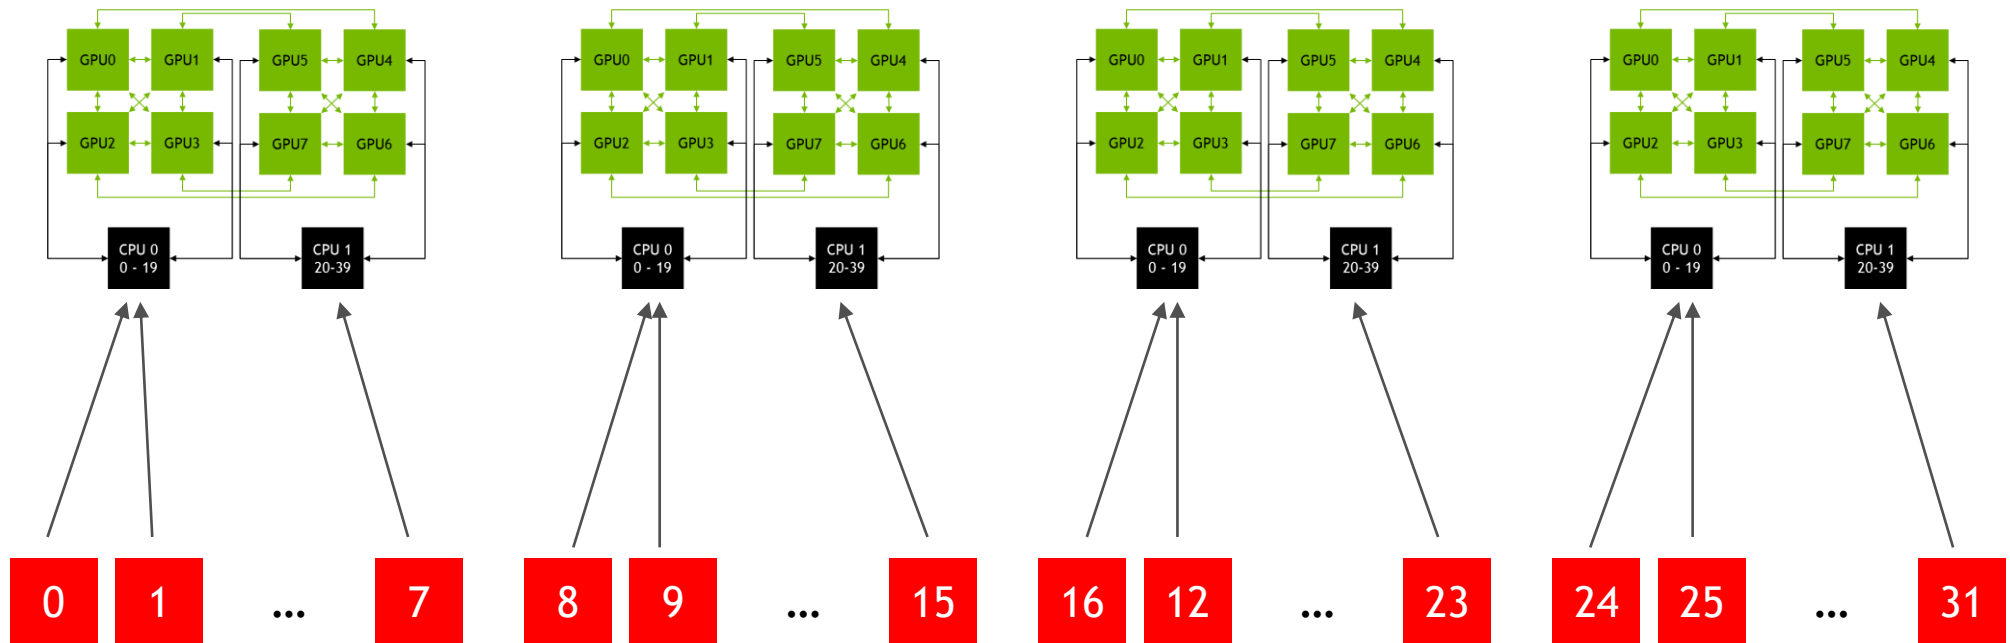 GPU0 GPU1 GPU5 GPU4 GPU0 GPU1 GPU5 GPU4 GPU0 GPU1 GPU5 GPU4 GPU0 GPU1 GPU5 GPU4
GPU2 GPU3 GPU7 GPU6 GPU2 GPU3 GPU7 GPU6 GPU2 GPU3 GPU7 GPU6 GPU2 GPU3 GPU7 GPU6
CPU 0 CPU 1 CPU 0 CPU 1 CPU 0 CPU 1 CPU 0 CPU 1
0 - 19 20-39 0 - 19 20-39 0 - 19 20-39 0 - 19 20-39
0 1 ... 7 8 9 ... 15 16 12 ... 23 24 25 ... 31